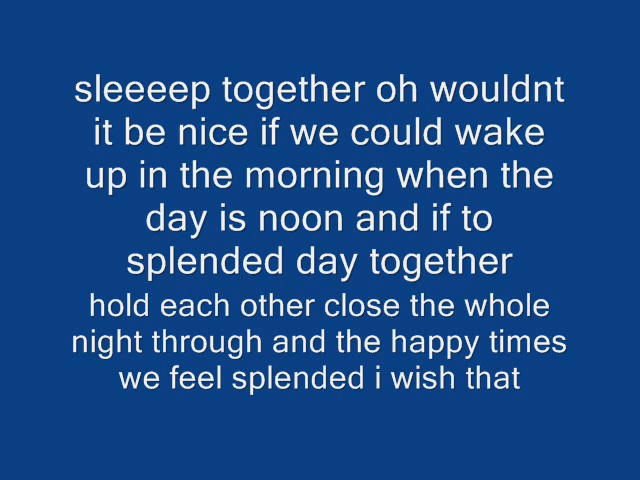 sleeeep together oh wouldnt
it be nice if we could wake
up in the morning when the
day is noon and if to
splended day together
hold each other close the whole
night through and the happy times
we feel splended i wish that